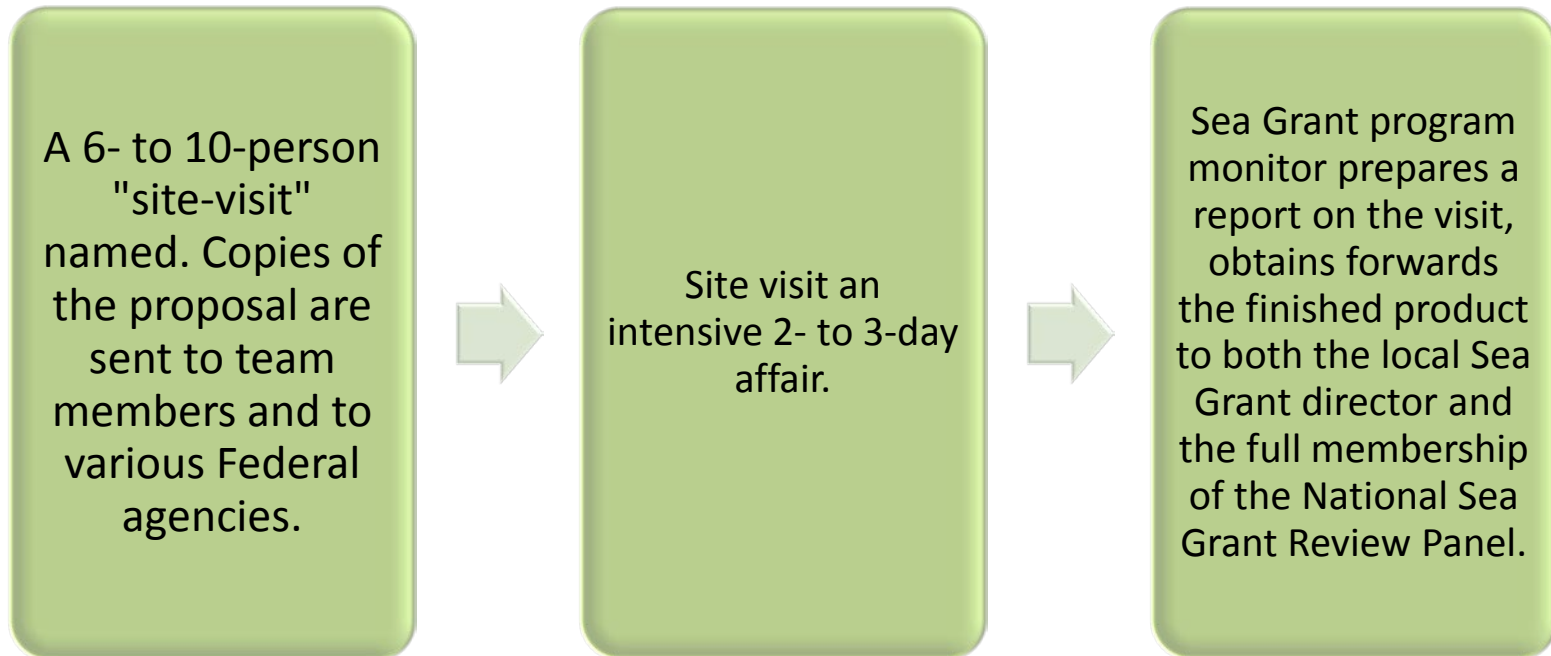 A 6- to 10-person
"site-visit"
named. Copies of
the proposal are
sent to team
members and to
various Federal
agencies.
Site visit an
intensive 2- to 3-day
affair.
Sea Grant program
monitor prepares a
report on the visit,
obtains forwards
the finished product
to both the local Sea
Grant director and
the full membership
of the National Sea
Grant Review Panel.